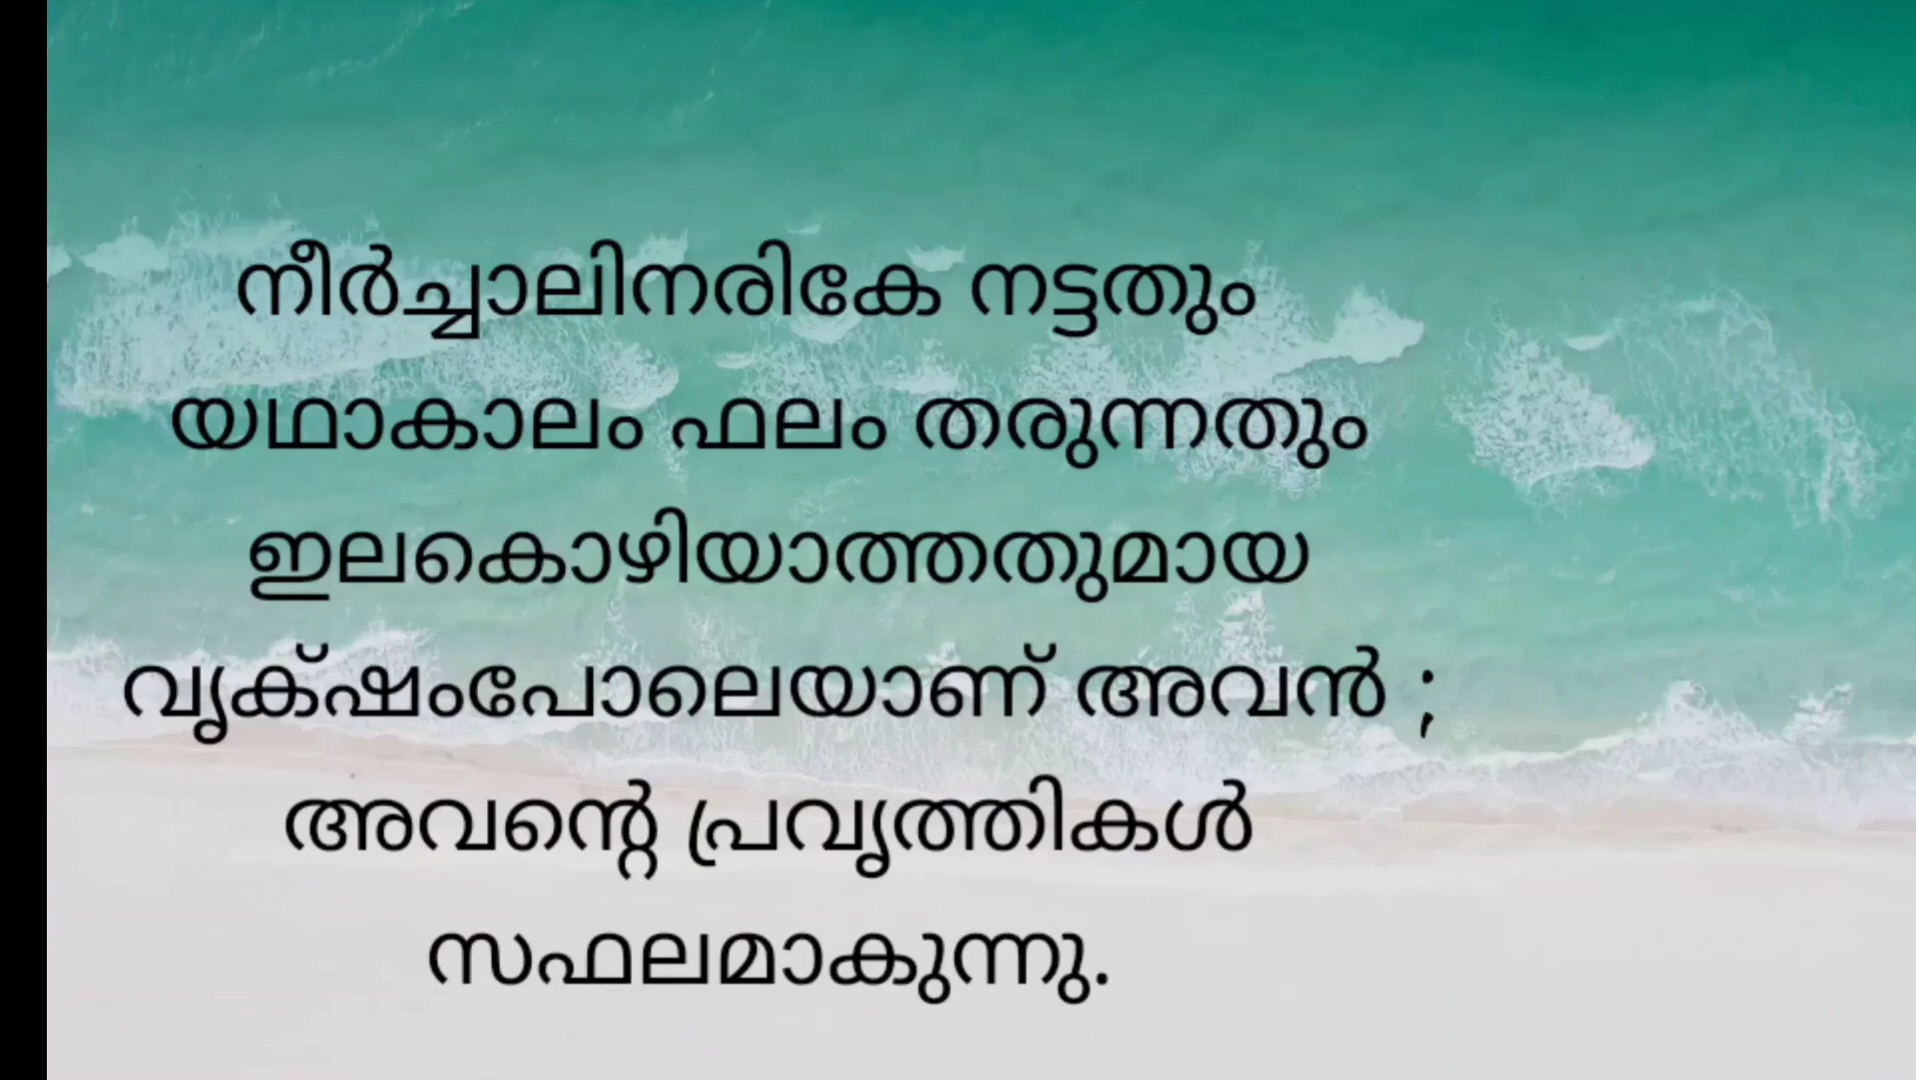 നീർച്ചാലിനരികേ നട്ടതും
യഥാകാലം ഫലം തരുന്നതും
ഇലകൊഴിയാത്തതുമായ
വൃക്‌ഷംപോലെയാണ് അവൻ ;
അവന്റെ പ്രവൃത്തികൾ
സഫലമാകുന്നു.